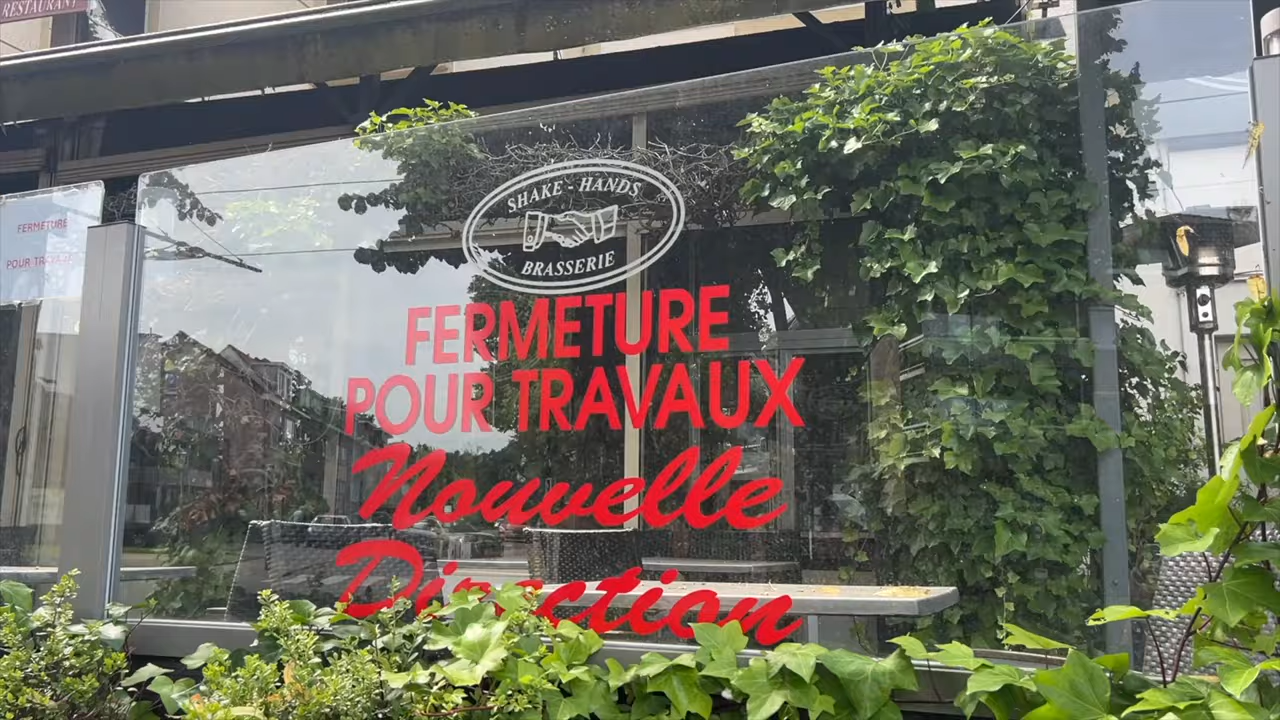 RESTAURANT
FERMETURE
POUR TRAVAUX
SHAKE-HANDS
BRASSERIE
FERMETURE
POUR TRAVAUX
Nouvelle
Direction